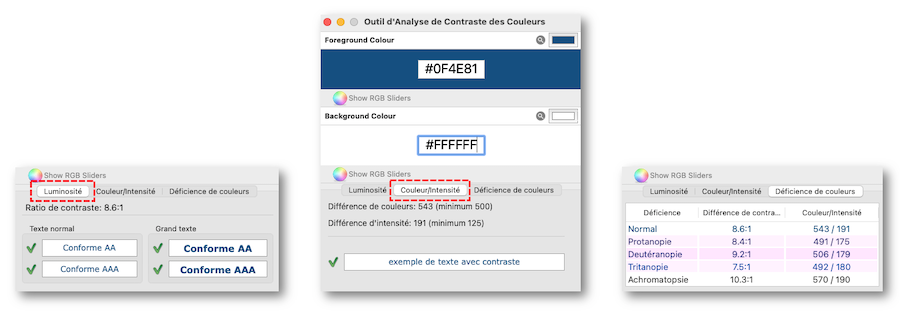 Show RGB Sliders
Luminosité Couleur/Intensité Déficience de couleurs
Ratio de contraste: 8.6:1
Texte normal Grand texte
Conforme AA Conforme AA
Conforme AAA Conforme AAA
Outil d'Analyse de Contraste des Couleurs
Foreground Colour
#0F4E81
Show RGB Sliders
Background Colour
#FFFFFF
Show RGB Sliders
Luminosité Couleur/Intensité Déficience de couleurs
Différence de couleurs: 543 (minimum 500)
Différence d'intensité: 191 (minimum 125)
exemple de texte avec contraste
Show RGB Sliders
Luminosité Couleur/Intensité Déficience de couleurs
Déficience Différence de contra... Couleur/Intensité
Normal 8.6:1 543 / 191
Protanopie 8.4:1 491 / 175
Deutéranopie 9.2:1 506 / 179
Tritanopie 7.5:1 492 / 180
Achromatopsie 10.3:1 570 / 190